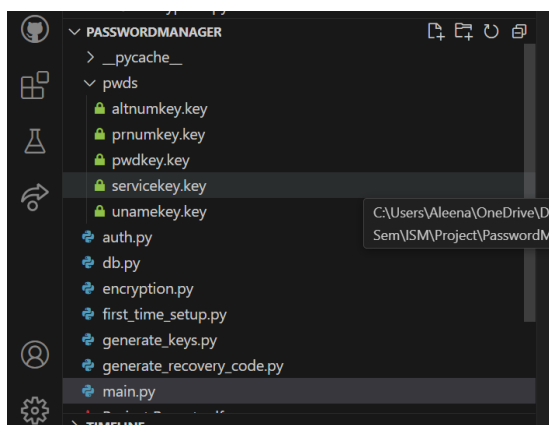 PASSWORDMANAGER
__pycache__
pwds
altnumkey.key
prnumkey.key
pwdkey.key
servicekey.key
unamekey.key
C:\Users\Aleena\OneDrive\D
Sem\ISM\Project\PasswordM
auth.py
db.py
encryption.py
first_time_setup.py
generate_keys.py
generate_recovery_code.py
main.py
TIMELINE